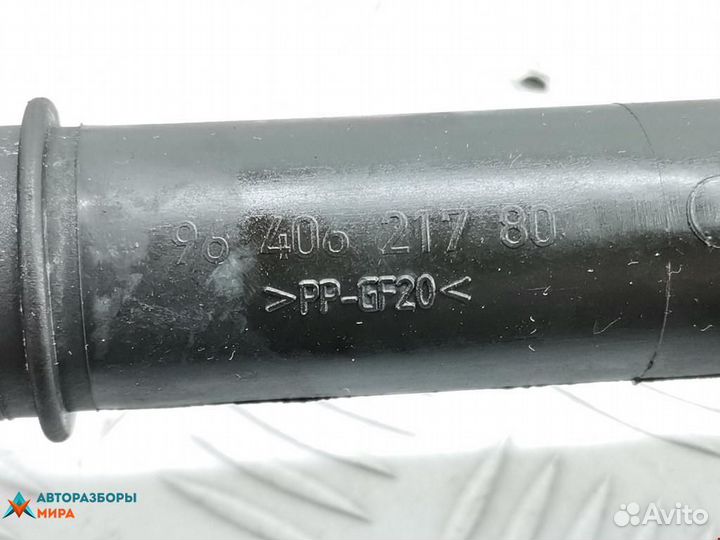 96 406 217 80
>PP-GF20<
АВТОРАЗБОРЫ
МИРА
Avito